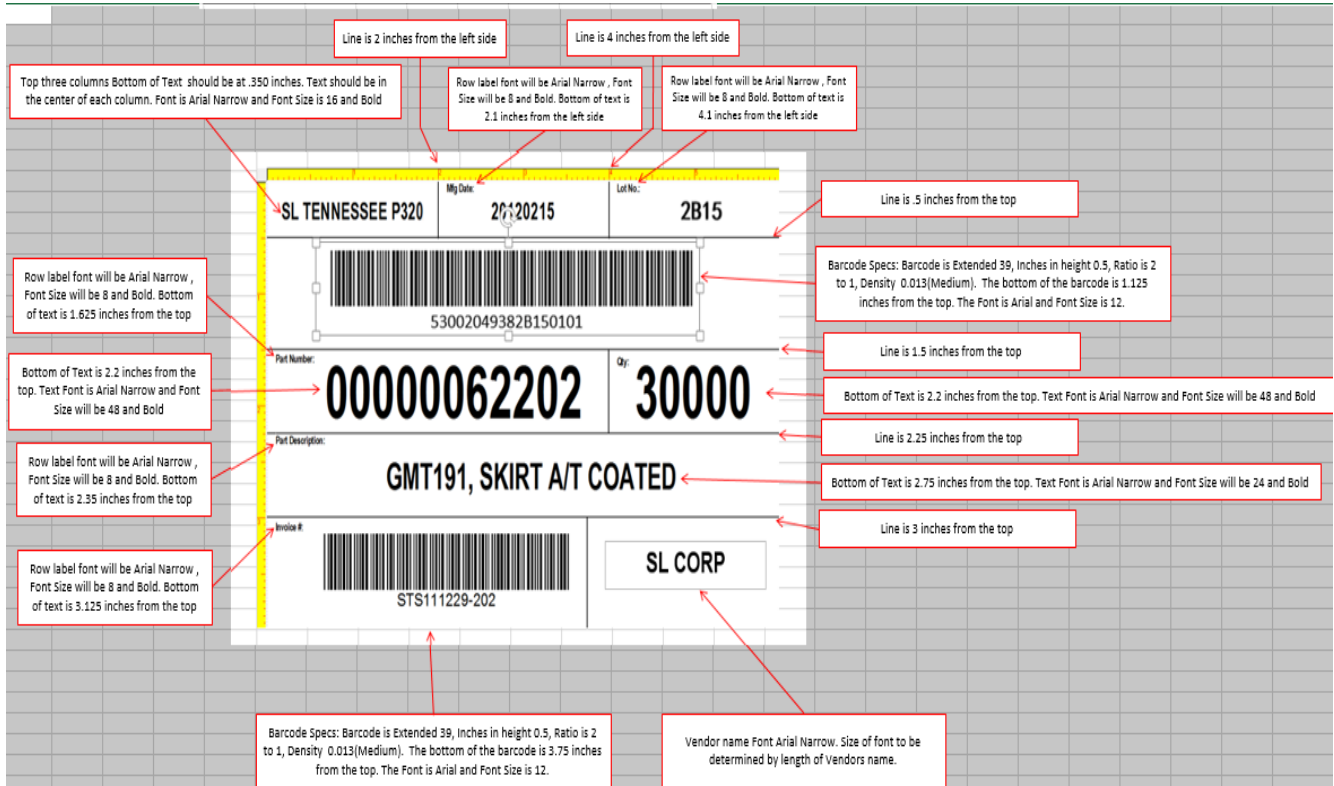 Line is 2 inches from the left side
Line is 4 inches from the left side
Top three columns Bottom of Text  should be at .350 inches. Text should be in
the center of each column. Font is Arial Narrow and Font Size is 16 and Bold
Row label font will be Arial Narrow , Font
Size will be 8 and Bold. Bottom of text is
2.1 inches from the left side
Row label font will be Arial Narrow , Font
Size will be 8 and Bold. Bottom of text is
4.1 inches from the left side
Mfg Date:
Lot No.:
SL TENNESSEE P320
20120215
2B15
Line is .5 inches from the top
Barcode Specs: Barcode is Extended 39, Inches in height 0.5, Ratio is 2
to 1, Density  0.013(Medium).  The bottom of the barcode is 1.125
inches from the top. The Font is Arial and Font Size is 12.
53002049382B150101
Row label font will be Arial Narrow ,
Font Size will be 8 and Bold. Bottom
of text is 1.625 inches from the top
Line is 1.5 inches from the top
Part Number:
Qty:
00000062202
30000
Bottom of Text is 2.2 inches from the
top. Text Font is Arial Narrow and Font
Size will be 48 and Bold
Bottom of Text is 2.2 inches from the top. Text Font is Arial Narrow and Font Size will be 48 and Bold
Line is 2.25 inches from the top
Part Description:
GMT191, SKIRT A/T COATED
Row label font will be Arial Narrow ,
Font Size will be 8 and Bold. Bottom
of text is 2.35 inches from the top
Bottom of Text is 2.75 inches from the top. Text Font is Arial Narrow and Font Size will be 24 and Bold
Line is 3 inches from the top
Invoice #:
STS111229-202
SL CORP
Row label font will be Arial Narrow ,
Font Size will be 8 and Bold. Bottom
of text is 3.125 inches from the top
Barcode Specs: Barcode is Extended 39, Inches in height 0.5, Ratio is 2
to 1, Density  0.013(Medium).  The bottom of the barcode is 3.75 inches
from the top. The Font is Arial and Font Size is 12.
Vendor name Font Arial Narrow. Size of font to be
determined by length of Vendors name.